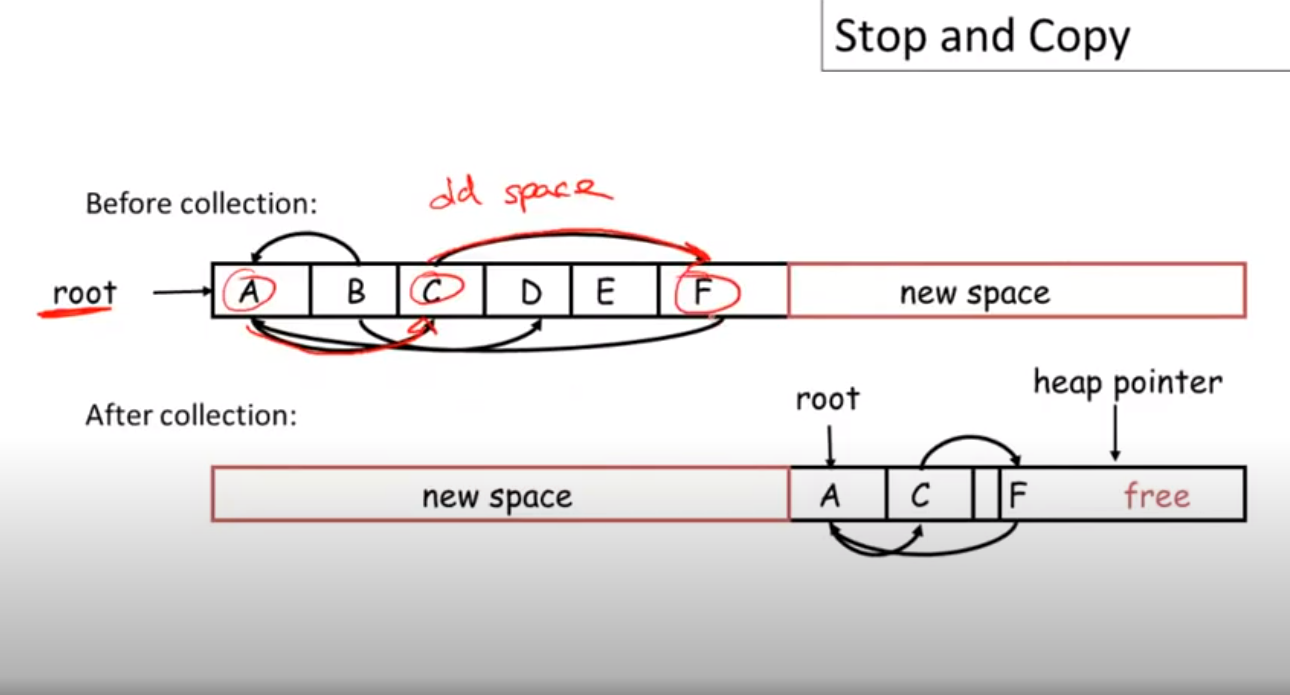 Stop and Copy
old space
Before collection:
root
A B C D E F new space
heap pointer
root
After collection:
new space A C F free